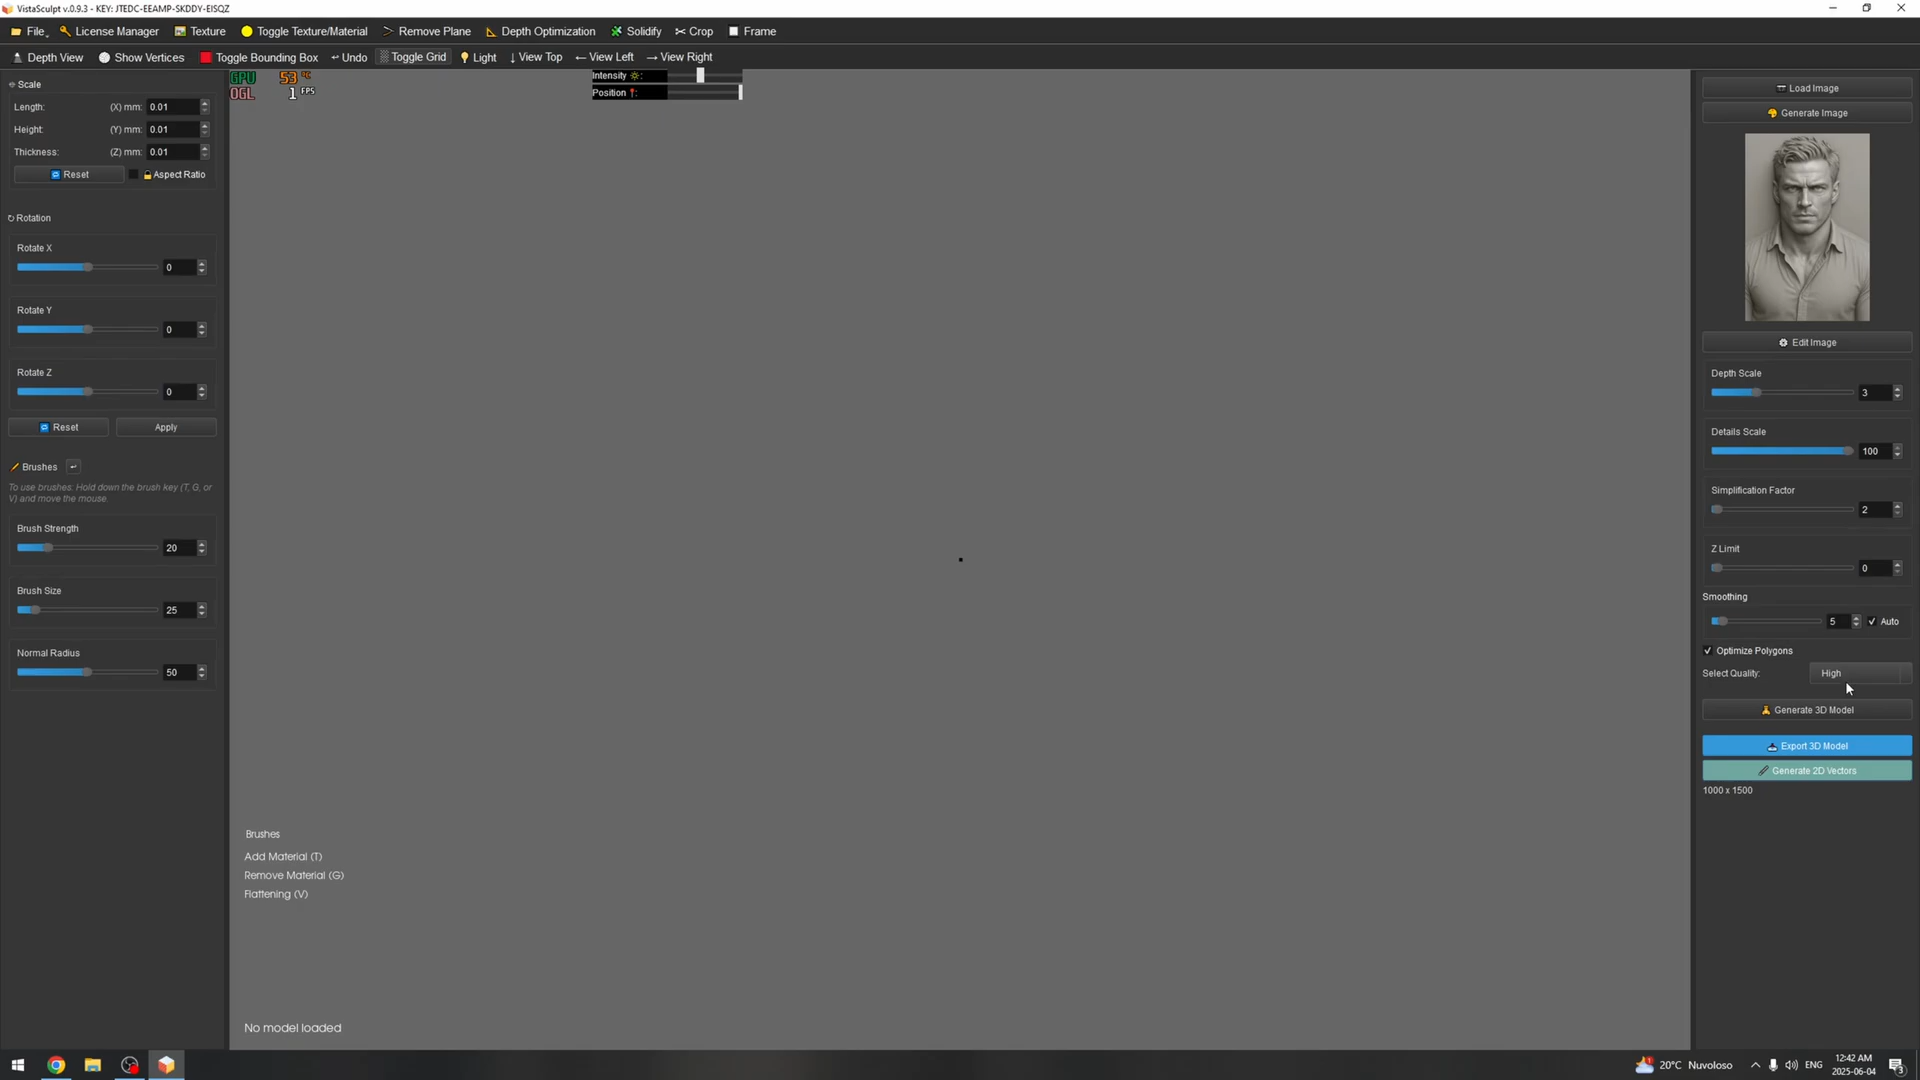 VistaSculpt v.0.9.3 - KEY: JTEDC-EEAMP-SKDDY-EISQZ
File
License Manager
Texture
Toggle Texture/Material
Remove Plane
Depth Optimization
Solidify
Crop
Frame
Depth View
Show Vertices
Toggle Bounding Box
Undo
Toggle Grid
Light
View Top
View Left
View Right
Scale
Length: (X) mm: 0.01
Height: (Y) mm: 0.01
Thickness: (Z) mm: 0.01
Reset
Aspect Ratio
Rotation
Rotate X
0
Rotate Y
0
Rotate Z
0
Reset
Apply
Brushes
To use brushes: Hold down the brush key (T, G, or
V) and move the mouse.
Brush Strength
20
Brush Size
25
Normal Radius
50
GPU 53 °C
OGL 1 FPS
Intensity :
Position :
Brushes
Add Material (T)
Remove Material (G)
Flattening (V)
No model loaded
Load Image
Generate Image
Edit Image
Depth Scale
3
Details Scale
100
Simplification Factor
2
Z Limit
0
Smoothing
5
Auto
Optimize Polygons
Select Quality: High
Generate 3D Model
Export 3D Model
Generate 2D Vectors
1000 x 1500
20°C Nuvoloso
ENG
12:42 AM
2025-06-04
3